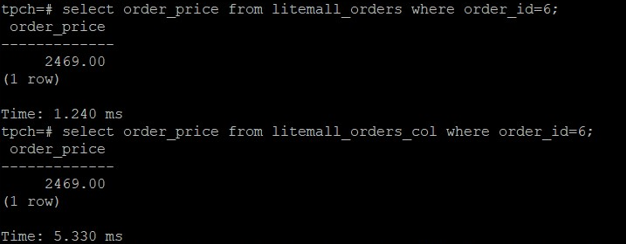 tpch=# select order_price from litemall_orders where order_id=6;
order_price
-------------
2469.00
(1 row)
Time: 1.240 ms
tpch=# select order_price from litemall_orders_col where order_id=6;
order_price
-------------
2469.00
(1 row)
Time: 5.330 ms